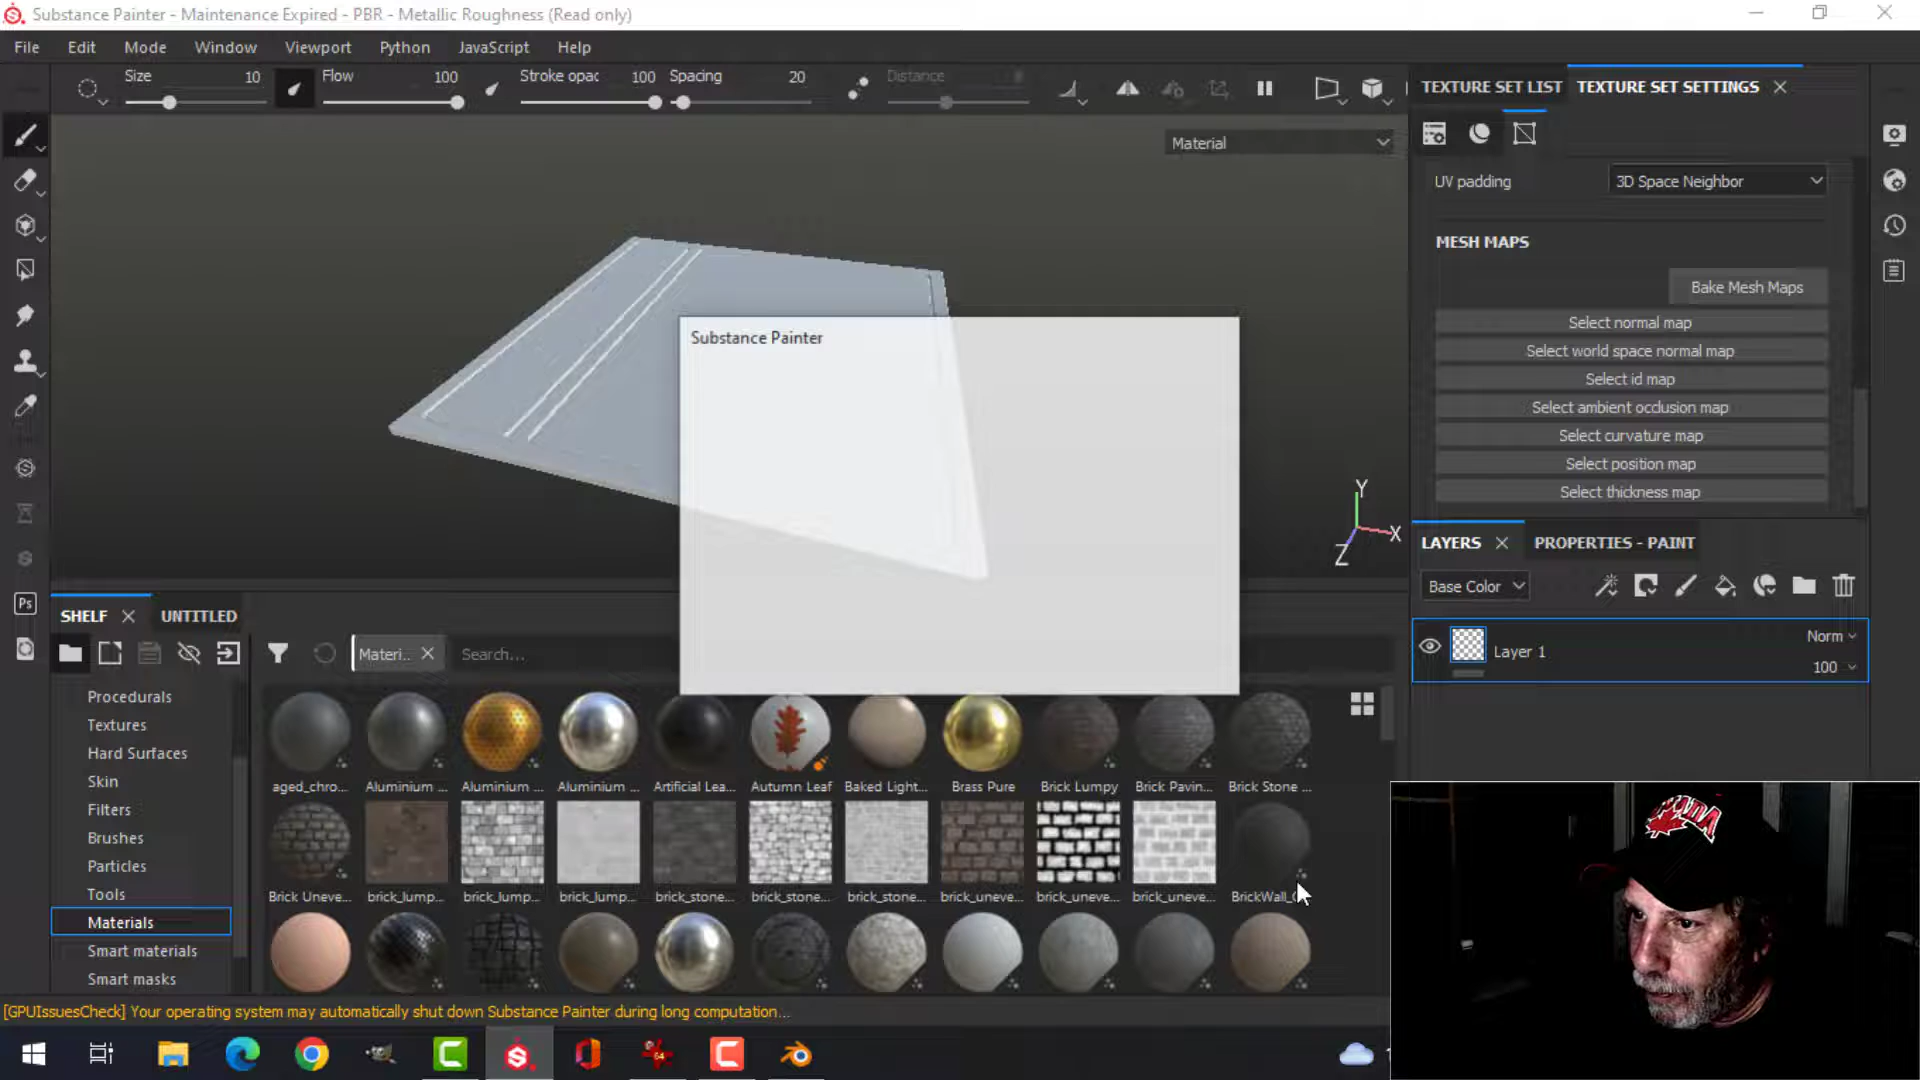 Substance Painter - Maintenance Expired - PBR - Metallic Roughness (Read only)
File Edit Mode Window Viewport Python JavaScript Help
Size 10 Flow 100 Stroke opac 100 Spacing 20 Distance
TEXTURE SET LIST TEXTURE SET SETTINGS
Material
UV padding 3D Space Neighbor
MESH MAPS
Bake Mesh Maps
Select normal map
Select world space normal map
Select id map
Select ambient occlusion map
Select curvature map
Select position map
Select thickness map
Substance Painter
Y
X
Z
LAYERS PROPERTIES - PAINT
Base Color
Norm
Layer 1
100
Ps
SHELF UNTITLED
Materi... Search...
Procedurals
Textures
Hard Surfaces
Skin
Filters
Brushes
Particles
Tools
Materials
Smart materials
Smart masks
aged_chro... Aluminium ... Aluminium ... Aluminium ... Artificial Lea... Autumn Leaf Baked Light... Brass Pure Brick Lumpy Brick Pavin... Brick Stone ...
Brick Uneve... brick_lump... brick_lump... brick_lump... brick_stone... brick_stone... brick_stone... brick_uneve... brick_uneve... brick_uneve... BrickWall_
[GPUIssuesCheck] Your operating system may automatically shut down Substance Painter during long computation...
64